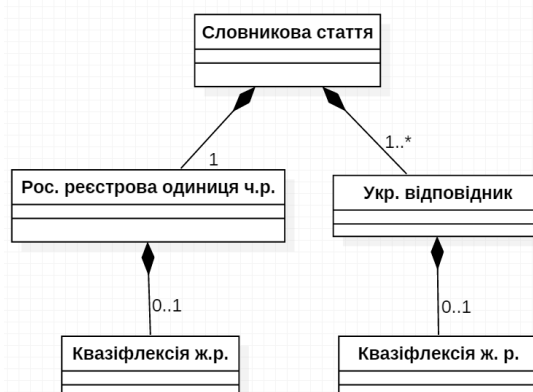 Словникова стаття
1
1..*
Рос. реєстрова одиниця ч.р.
Укр. відповідник
0..1
0..1
Квазіфлексія ж.р.
Квазіфлексія ж. р.